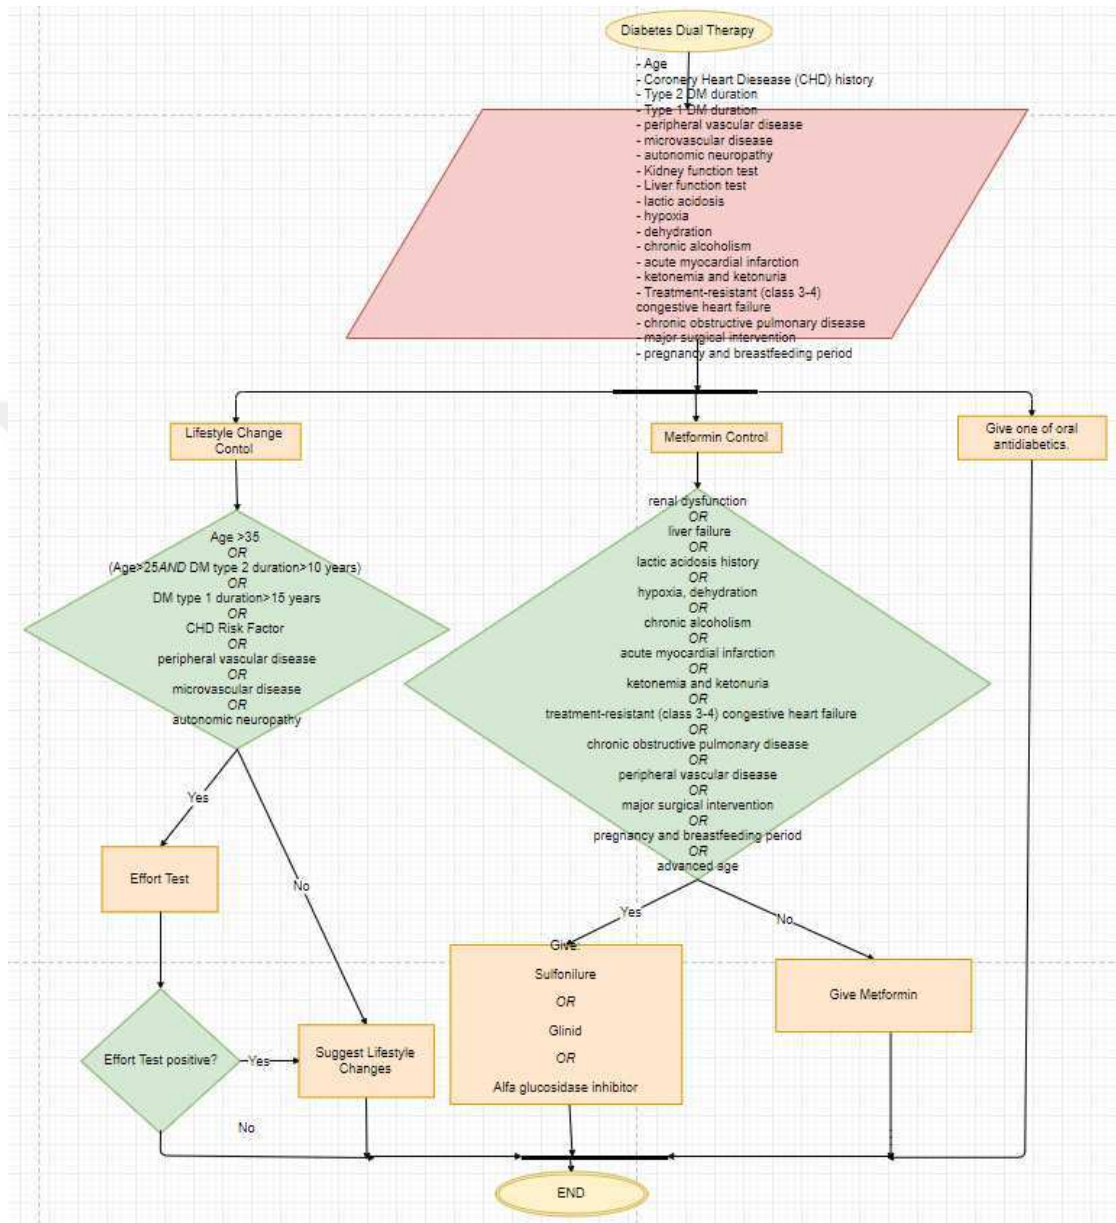 Diabetes Dual Therapy
- Age
- Coronery Heart Diesease (CHD) history
- Type 2 DM duration
- Type 1 DM duration
- peripheral vascular disease
- microvascular disease
- autonomic neuropathy
- Kidney function test
- Liver function test
- lactic acidosis
- hypoxia
- dehydration
- chronic alcoholism
- acute myocardial infarction
- ketonemia and ketonuria
- Treatment-resistant (class 3-4)
congestive heart failure
- chronic obstructive pulmonary disease
- major surgical intervention
- pregnancy and breastfeeding period
Lifestyle Change
Contol
Metformin Control
Give one of oral
antidiabetics.
Age >35
OR
(Age>25AND DM type 2 duration>10 years)
OR
DM type 1 duration>15 years
OR
CHD Risk Factor
OR
peripheral vascular disease
OR
microvascular disease
OR
autonomic neuropathy
renal dysfunction
OR
liver failure
OR
lactic acidosis history
OR
hypoxia, dehydration
OR
chronic alcoholism
OR
acute myocardial infarction
OR
ketonemia and ketonuria
OR
treatment-resistant (class 3-4) congestive heart failure
OR
chronic obstructive pulmonary disease
OR
peripheral vascular disease
OR
major surgical intervention
OR
pregnancy and breastfeeding period
OR
advanced age
Yes
No
Effort Test
Yes
No
Give:
Sulfonilure
OR
Glinid
OR
Alfa glucosidase inhibitor
Give Metformin
Effort Test positive?
Yes
Suggest Lifestyle
Changes
No
END